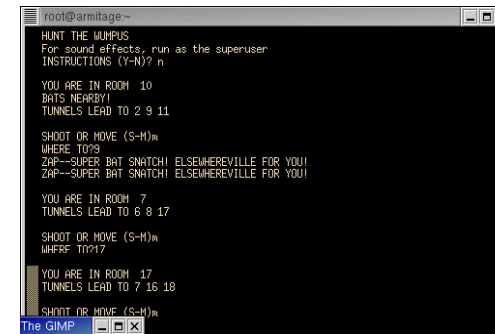 root@armitage:~
HUNT THE WUMPUS
For sound effects, run as the superuser
INSTRUCTIONS (Y-N)? n
YOU ARE IN ROOM  10
BATS NEARBY!
TUNNELS LEAD TO 2 9 11
SHOOT OR MOVE (S-M)m
WHERE TO?9
ZAP--SUPER BAT SNATCH! ELSEWHEREVILLE FOR YOU!
ZAP--SUPER BAT SNATCH! ELSEWHEREVILLE FOR YOU!
YOU ARE IN ROOM  7
TUNNELS LEAD TO 6 8 17
SHOOT OR MOVE (S-M)m
WHERE TO?17
YOU ARE IN ROOM  17
TUNNELS LEAD TO 7 16 18
SHOOT OR MOVE (S-M)m
The GIMP